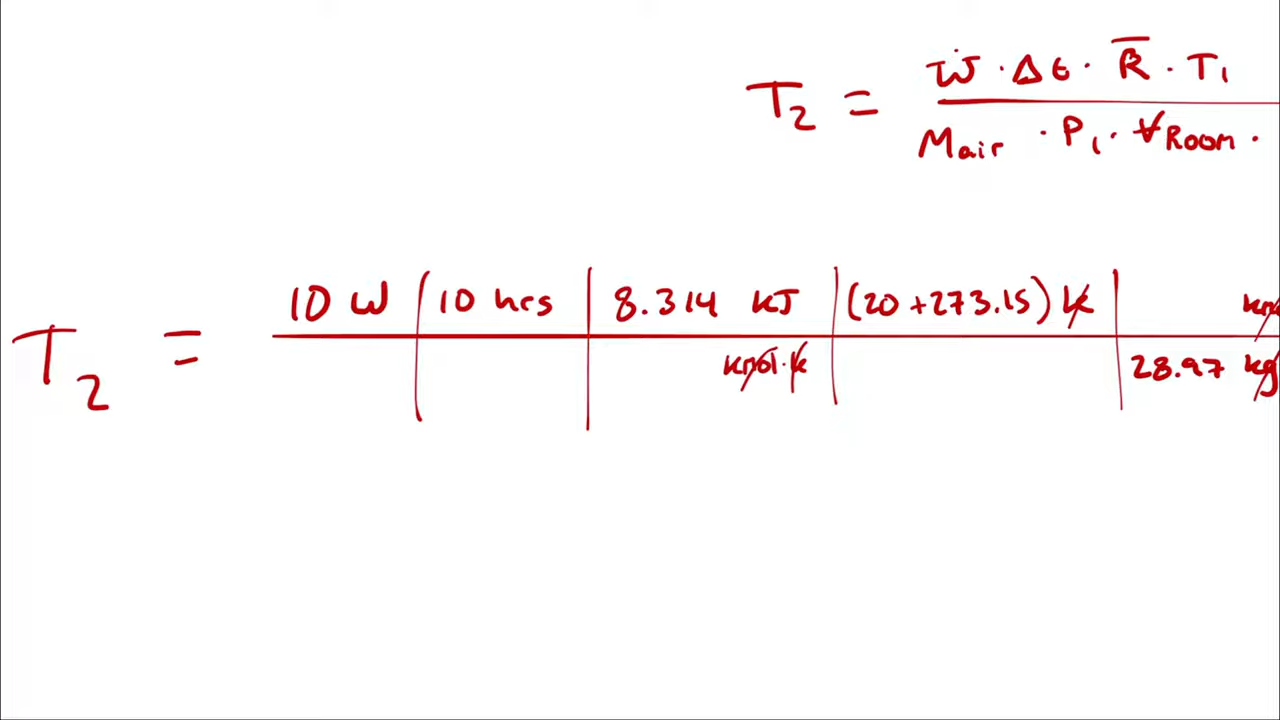 T₂ = Ẇ · Δt · R̅ · T₁
Mair · P₁ · ∀Room ·
T₂ = 10 W | 10 hrs | 8.314 kJ | (20 + 273.15) K |
kmol · K | 28.97 kg